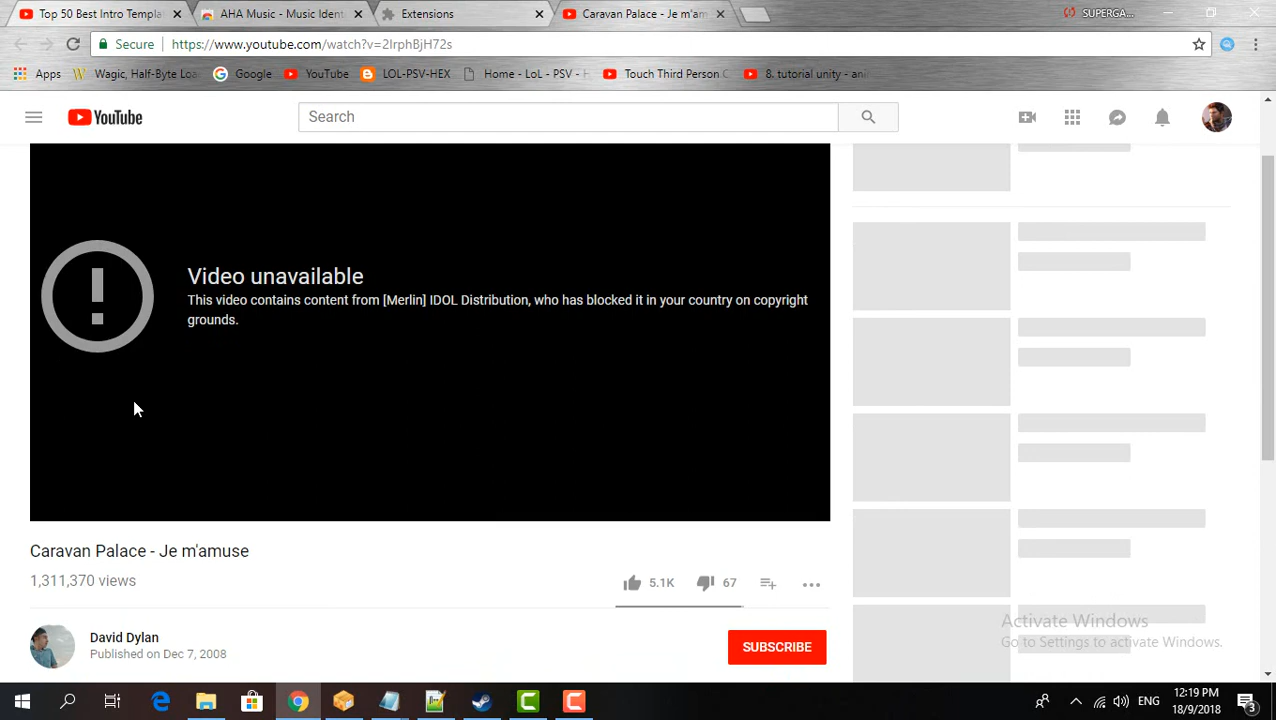 Top 50 Best Intro Templa
AHA Music - Music Ident
Extensions
Caravan Palace - Je m'am
SUPERGA...
Secure
https://www.youtube.com/watch?v=2IrphBjH72s
Apps
Wagic, Half-Byte Loa
Google
YouTube
LOL-PSV-HEX
Home - LoL - PSV - H
Touch Third Person C
8. tutorial unity - ani
YouTube
Search
Video unavailable
This video contains content from [Merlin] IDOL Distribution, who has blocked it in your country on copyright
grounds.
Caravan Palace - Je m'amuse
1,311,370 views
5.1K
67
David Dylan
Published on Dec 7, 2008
SUBSCRIBE
Activate Windows
Go to Settings to activate Windows.
ENG
12:19 PM
18/9/2018
3